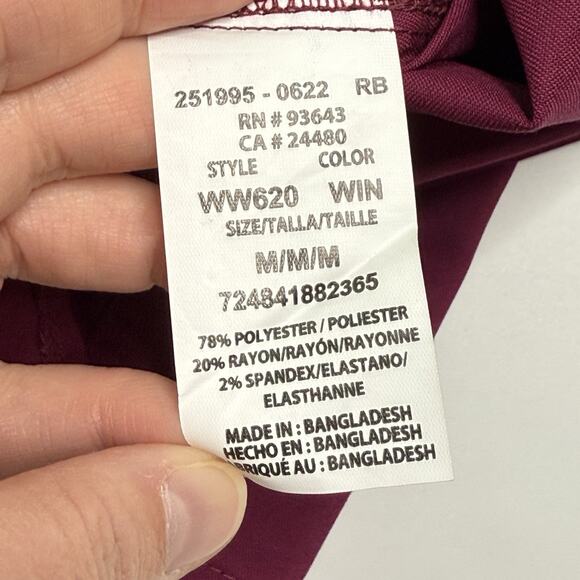 251995 - 0622 RB
RN # 93643
CA # 24480
STYLE COLOR
WW620 WIN
SIZE/TALLA/TAILLE
M/M/M
724841882365
78% POLYESTER / POLIESTER
20% RAYON/RAYÓN/RAYONNE
2% SPANDEX/ELASTANO/
ELASTHANNE
MADE IN : BANGLADESH
HECHO EN : BANGLADESH
BRIQUÉ AU : BANGLADESH